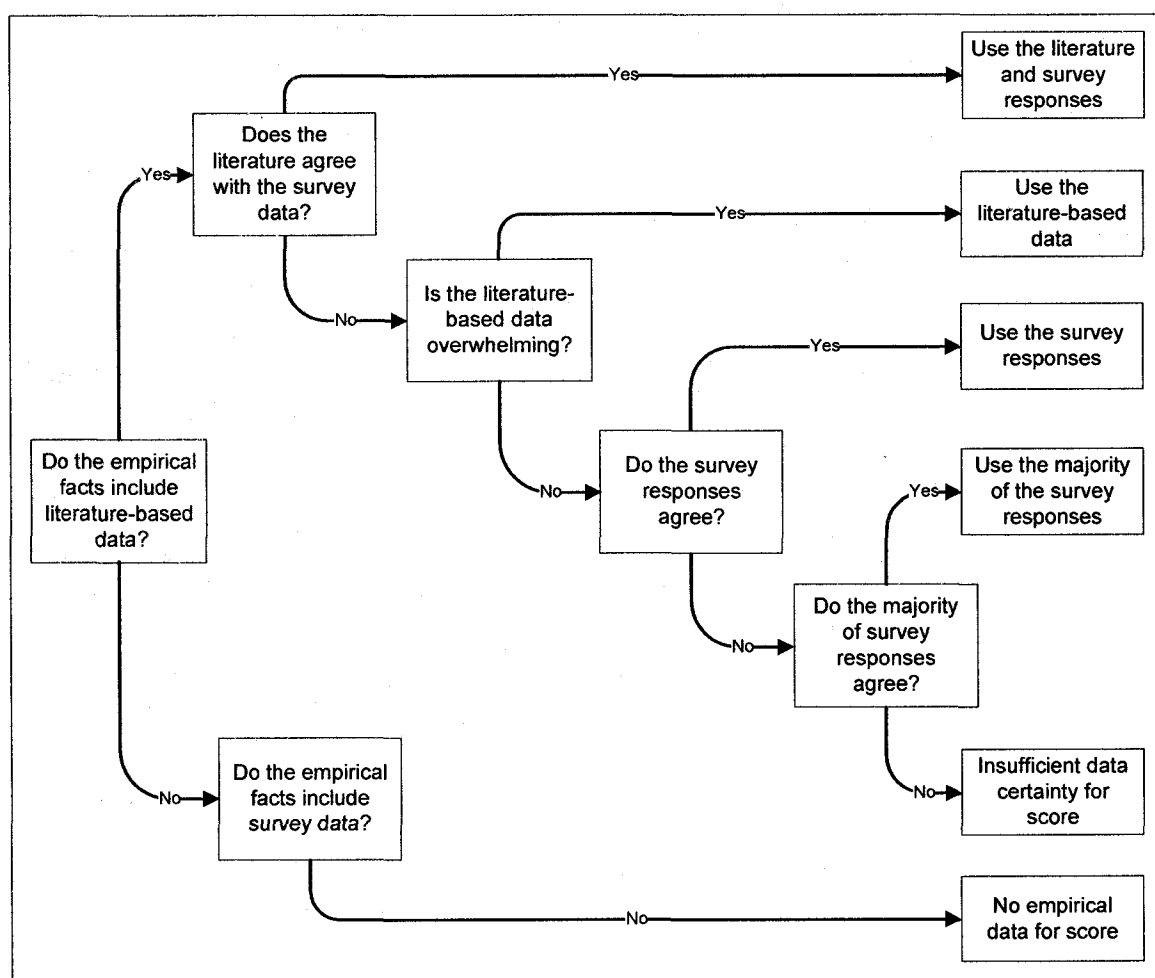 Use the literature
and survey
responses
Yes
Does the
literature agree
with the survey
data?
Yes
Use the
literature-based
data
Yes
Is the literature-
based data
overwhelming?
No
Use the survey
responses
Yes
Do the empirical
facts include
literature-based
data?
Do the survey
responses
agree?
No
Use the majority
of the survey
responses
Yes
Do the majority
of survey
responses
agree?
No
Do the empirical
facts include
survey data?
No
Insufficient data
certainty for
score
No
No empirical
data for score
No